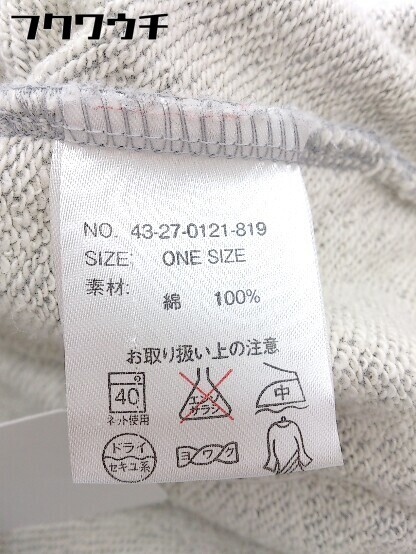 フクワウチ
NO. 43-27-0121-819
SIZE: ONE SIZE
素材: 綿 100%
お取り扱い上の注意
40
ネット使用
エンソ
サラシ
中
ドライ
セキユ系
ヨワク